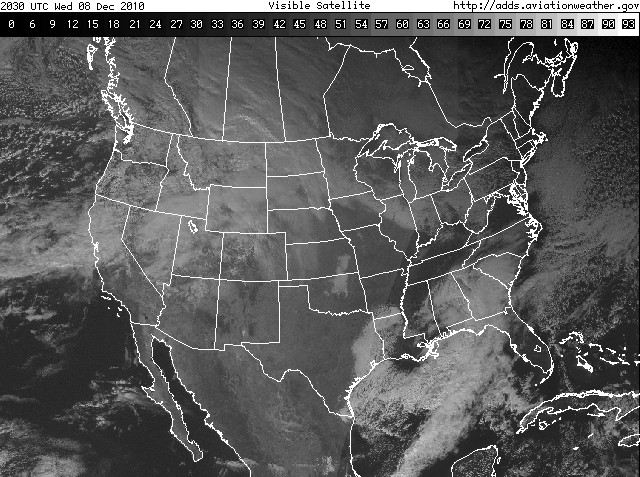 2030 UTC Wed 08 Dec 2010 Visible Satellite http://adds.aviationweather.gov
0 6 9 12 15 18 21 24 27 30 33 36 39 42 45 48 51 54 57 60 63 66 69 72 75 78 81 84 87 90 93